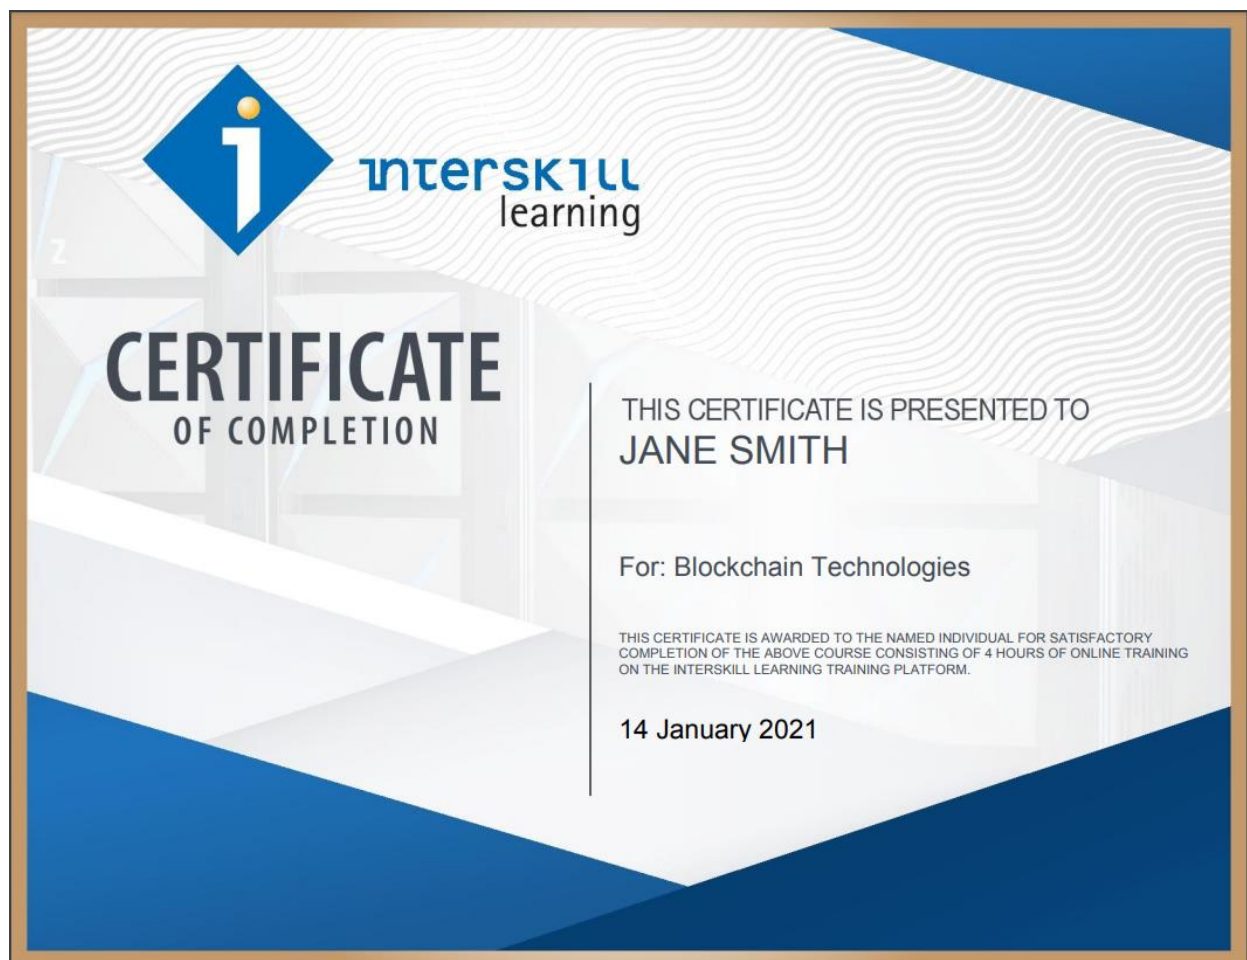 interskill
learning
CERTIFICATE
OF COMPLETION
THIS CERTIFICATE IS PRESENTED TO
JANE SMITH
For: Blockchain Technologies
THIS CERTIFICATE IS AWARDED TO THE NAMED INDIVIDUAL FOR SATISFACTORY
COMPLETION OF THE ABOVE COURSE CONSISTING OF 4 HOURS OF ONLINE TRAINING
ON THE INTERSKILL LEARNING TRAINING PLATFORM.
14 January 2021
Z